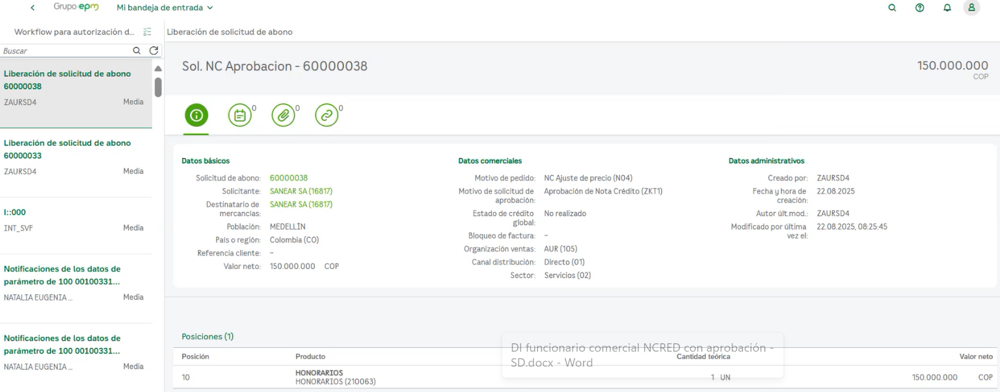 Grupo·epm
Mi bandeja de entrada
Workflow para autorización d...
Liberación de solicitud de abono
Buscar
Liberación de solicitud de abono
60000038
ZAURSD4 Media
Liberación de solicitud de abono
60000033
ZAURSD4 Media
I::000
INT_SVF Media
Notificaciones de los datos de
parámetro de 100 00100331...
NATALIA EUGENIA ... Media
Notificaciones de los datos de
parámetro de 100 00100331...
NATALIA EUGENIA ... Media
Sol. NC Aprobacion - 60000038
150.000.000
COP
0
0
0
Datos básicos
Solicitud de abono: 60000038
Solicitante: SANEAR SA (16817)
Destinatario de
mercancias: SANEAR SA (16817)
Población: MEDELLÍN
País o región: Colombia (CO)
Referencia cliente: –
Valor neto: 150.000.000 COP
Datos comerciales
Motivo de pedido: NC Ajuste de precio (N04)
Motivo de solicitud de
aprobación: Aprobación de Nota Crédito (ZKT1)
Estado de crédito
global: No realizado
Bloqueo de factura: –
Organización ventas: AUR (105)
Canal distribución: Directo (01)
Sector: Servicios (02)
Datos administrativos
Creado por: ZAURSD4
Fecha y hora de
creación: 22.08.2025
Autor últ.mod.: ZAURSD4
Modificado por última
vez el: 22.08.2025, 08:25:45
Posiciones (1)
Posición Producto Cantidad teórica Valor neto
10 HONORARIOS
HONORARIOS (210063) 1 UN 150.000.000 COP
DI funcionario comercial NCRED con aprobación -
SD.docx - Word